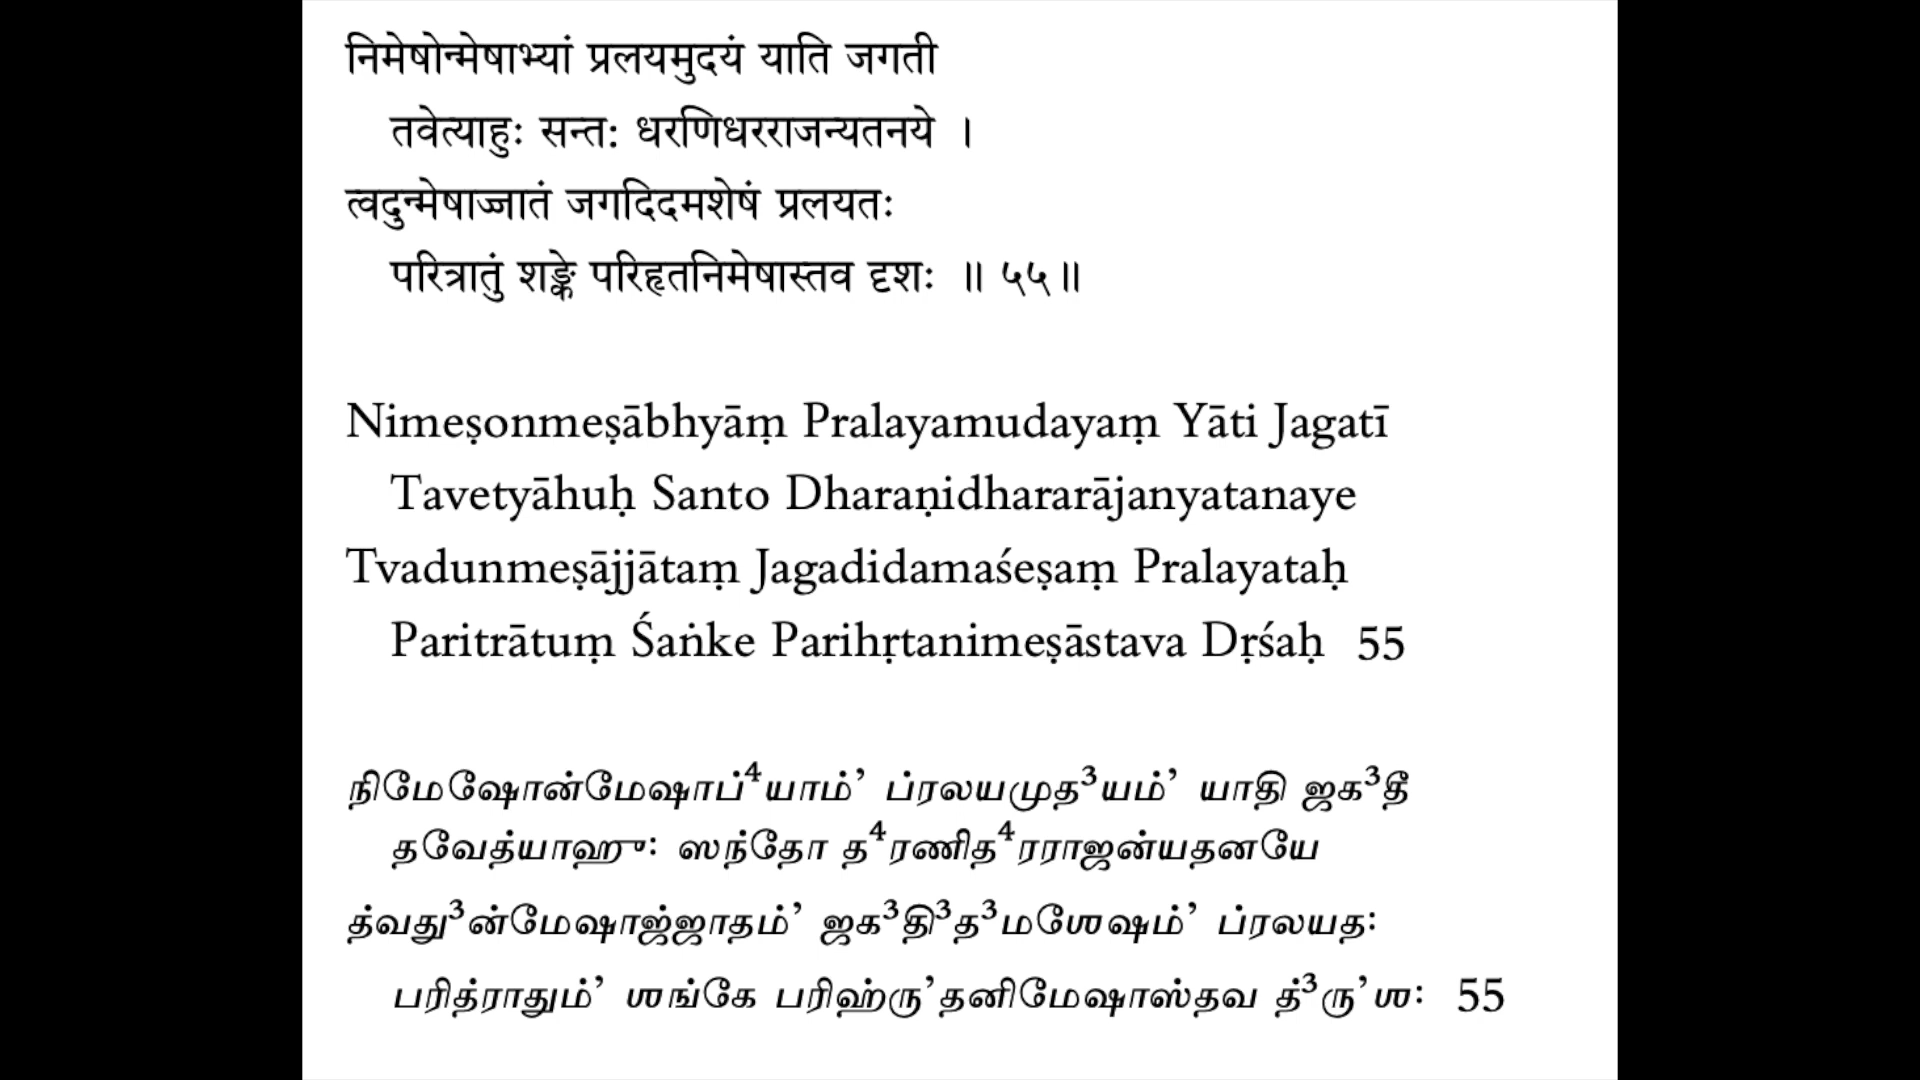 निमेषोन्मेषाभ्यां प्रलयमुदयं याति जगती
तवेत्याहुः सन्त: धरणिधरराजन्यतनये ।
त्वदुन्मेषाज्जातं जगदिदमशेषं प्रलयतः
परित्रातुं शङ्के परिहृतनिमेषास्तव दृशः ॥ ५५॥
Nimeṣonmeṣābhyāṃ Pralayamudayaṃ Yāti Jagatī
Tavetyāhuḥ Santo Dharaṇidhararājanyatanaye
Tvadunmeṣājjātaṃ Jagadidamaśeṣaṃ Pralayataḥ
Paritrātuṃ Śaṅke Parihṛtanimeṣāstava Dṛśaḥ 55
நிமேஷோன்மேஷாப்⁴யாம்ʼ ப்ரலயமுத³யம்ʼ யாதி ஜக³தீ
தவேத்யாஹு꞉ ஸந்தோ த⁴ரணித⁴ரராஜன்யதனயே
த்வது³ன்மேஷாஜ்ஜாதம்ʼ ஜக³தி³த³மஶேஷம்ʼ ப்ரலயத꞉
பரித்ராதும்ʼ ஶங்கே பரிஹ்ருʼதனிமேஷாஸ்தவ த்³ருʼஶ꞉ 55